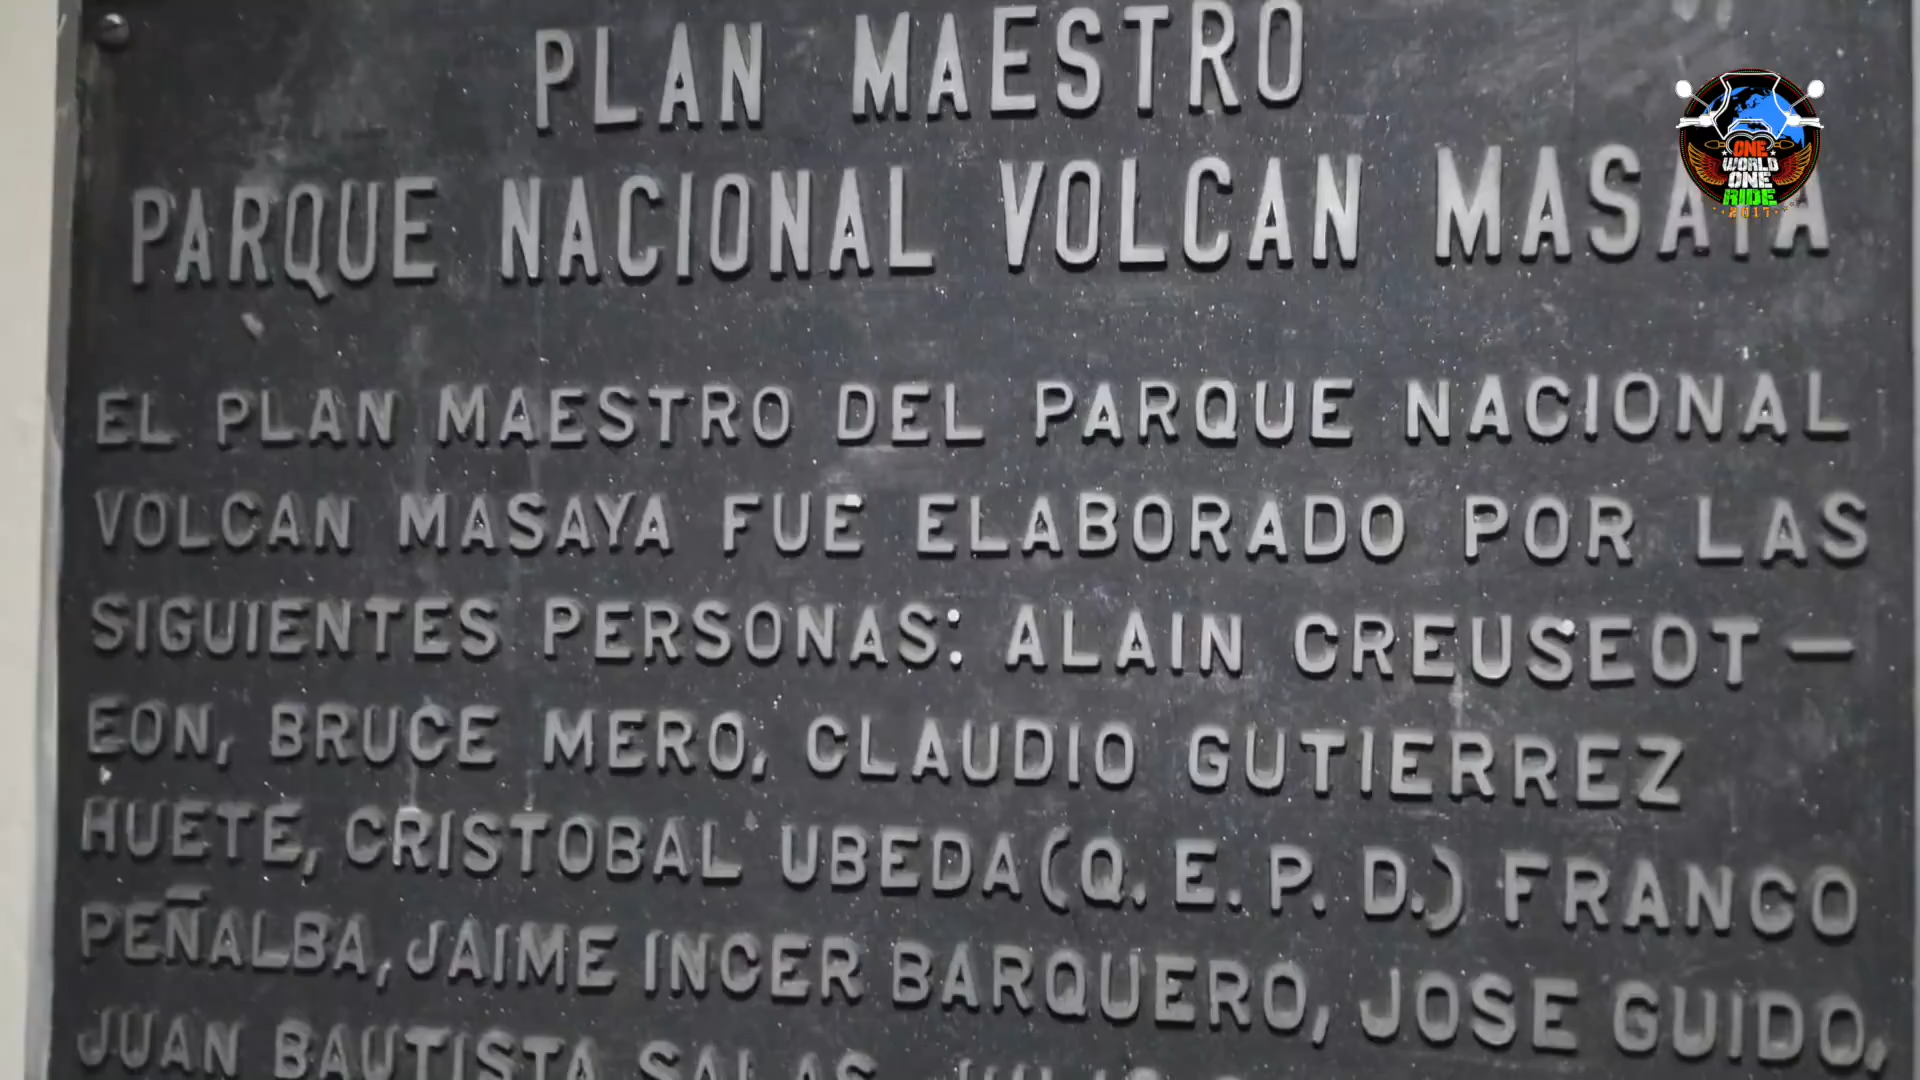 PLAN MAESTRO
PARQUE NACIONAL VOLCAN MASAYA
EL PLAN MAESTRO DEL PARQUE NACIONAL
VOLCAN MASAYA FUE ELABORADO POR LAS
SIGUIENTES PERSONAS: ALAIN CREUSEOT —
EON, BRUCE MERO, CLAUDIO GUTIERREZ
HUETE, CRISTOBAL UBEDA (Q. E. P. D.) FRANCO
PEÑALBA, JAIME INCER BARQUERO, JOSE GUIDO,
JUAN BAUTISTA SALAS,
ONE
WORLD
ONE
RIDE
2017